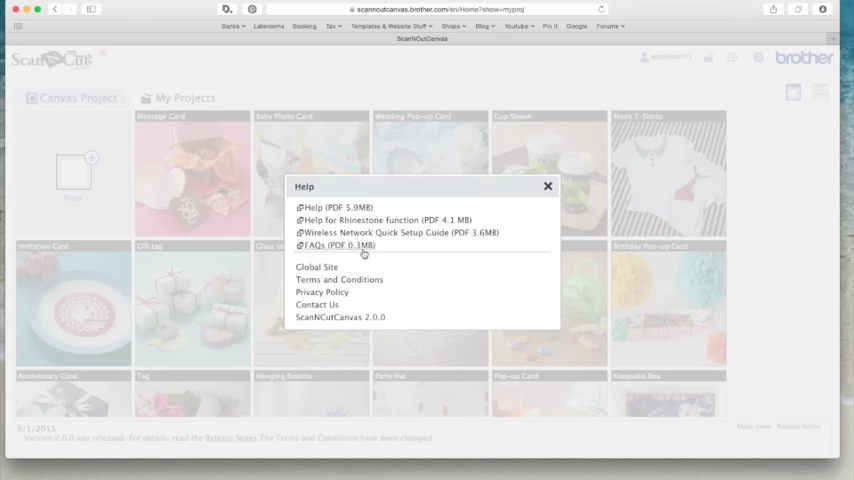 scanncutcanvas.brother.com/en/Home?show=myproj
Banks Laterooms Booking Tax Templates & Website Stuff Shops Blog Youtube Pin It Google Forums
ScanNCutCanvas
ScanNCut
brother
Canvas Project My Projects
Message Card Baby Photo Card Wedding Pop-up Card Cup Sleeve Mode T-Shirts
New
Help
Help (PDF 5.9MB)
Help for Rhinestone function (PDF 4.1 MB)
Wireless Network Quick Setup Guide (PDF 3.6MB)
FAQs (PDF 0.3MB)
Invitation Card Gift tag Birthday Pop-up Card
Global Site
Terms and Conditions
Privacy Policy
Contact Us
ScanNCutCanvas 2.0.0
Anniversary Card Tag Hanging Rosette Party Hat Pop-up Card Keepsake Box
9/1/2015
More news Release Notes
Version 2.0.0 was released. For details, read the Release Notes.The Terms and Conditions have been changed.